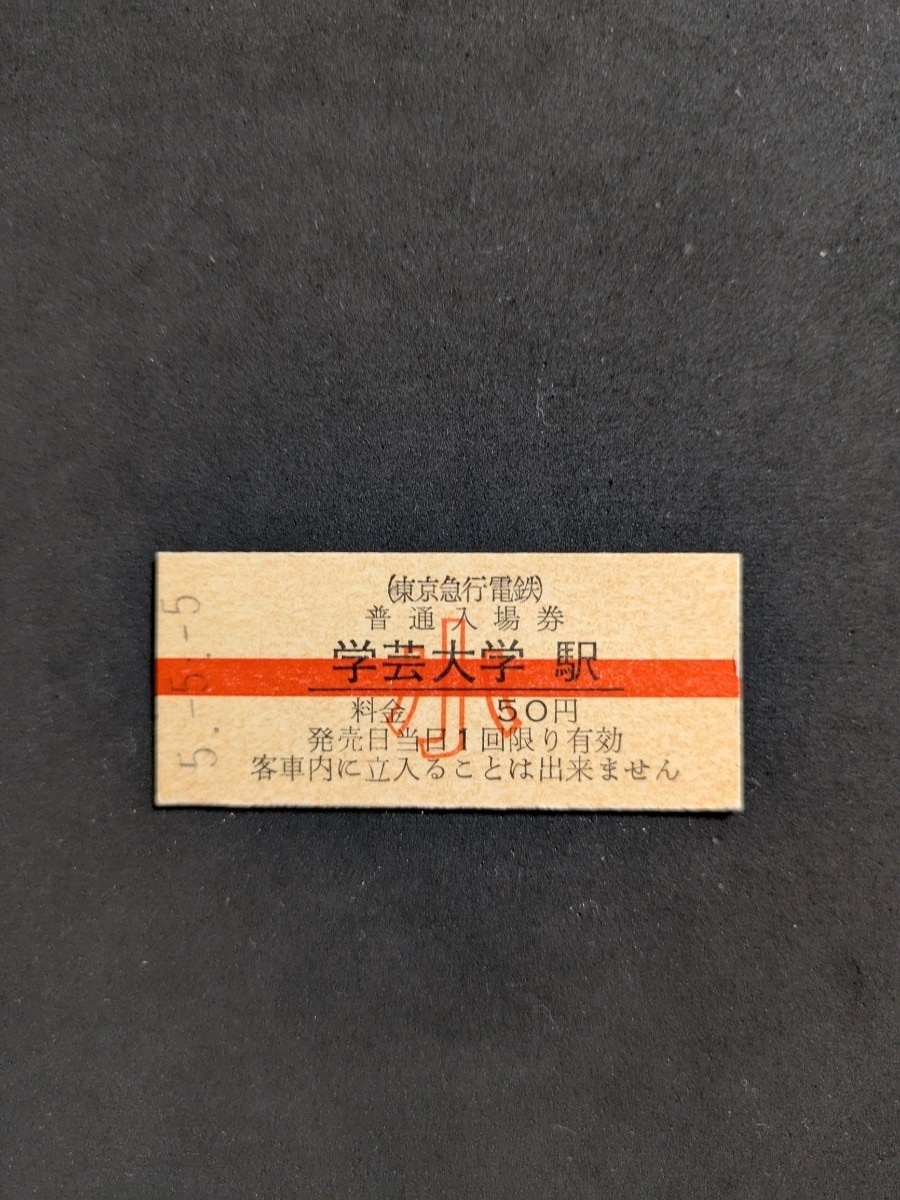 (東京急行電鉄)
普通入場券
小
学芸大学 駅
料金 50円
発売日当日1回限り有効
客車内に立入ることは出来ません
5.-5.-5